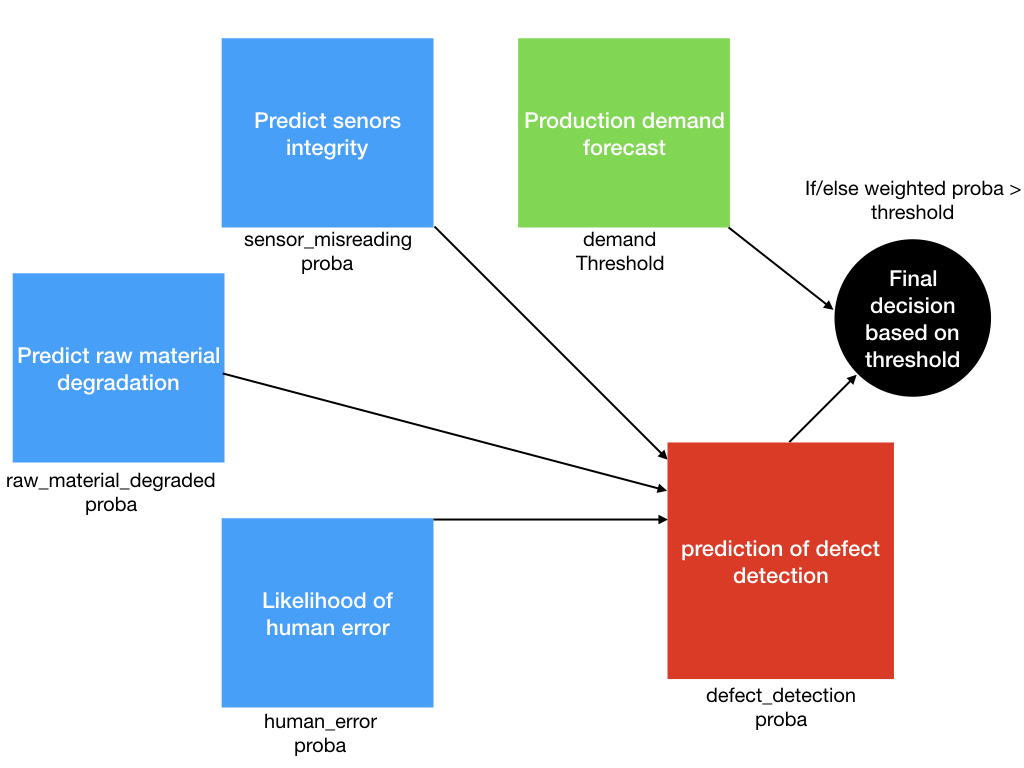 Predict senors
integrity
sensor_misreading
proba
Production demand
forecast
demand
Threshold
If/else weighted proba >
threshold
Final
decision
based on
threshold
Predict raw material
degradation
raw_material_degraded
proba
Likelihood of
human error
human_error
proba
prediction of defect
detection
defect_detection
proba